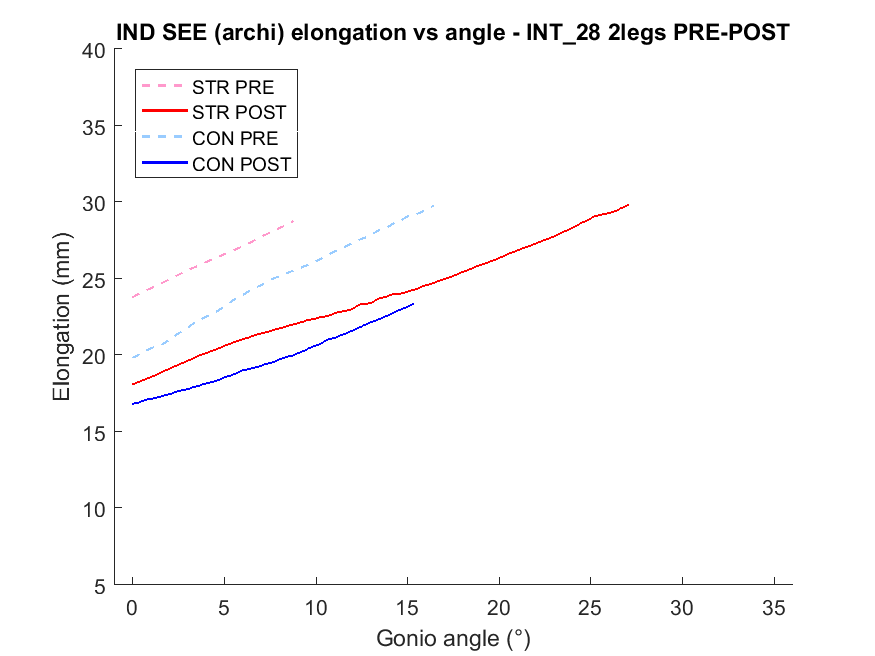 IND SEE (archi) elongation vs angle - INT_28 2legs PRE-POST
STR PRE
STR POST
CON PRE
CON POST
Elongation (mm)
40
35
30
25
20
15
10
5
0 5 10 15 20 25 30 35
Gonio angle (°)